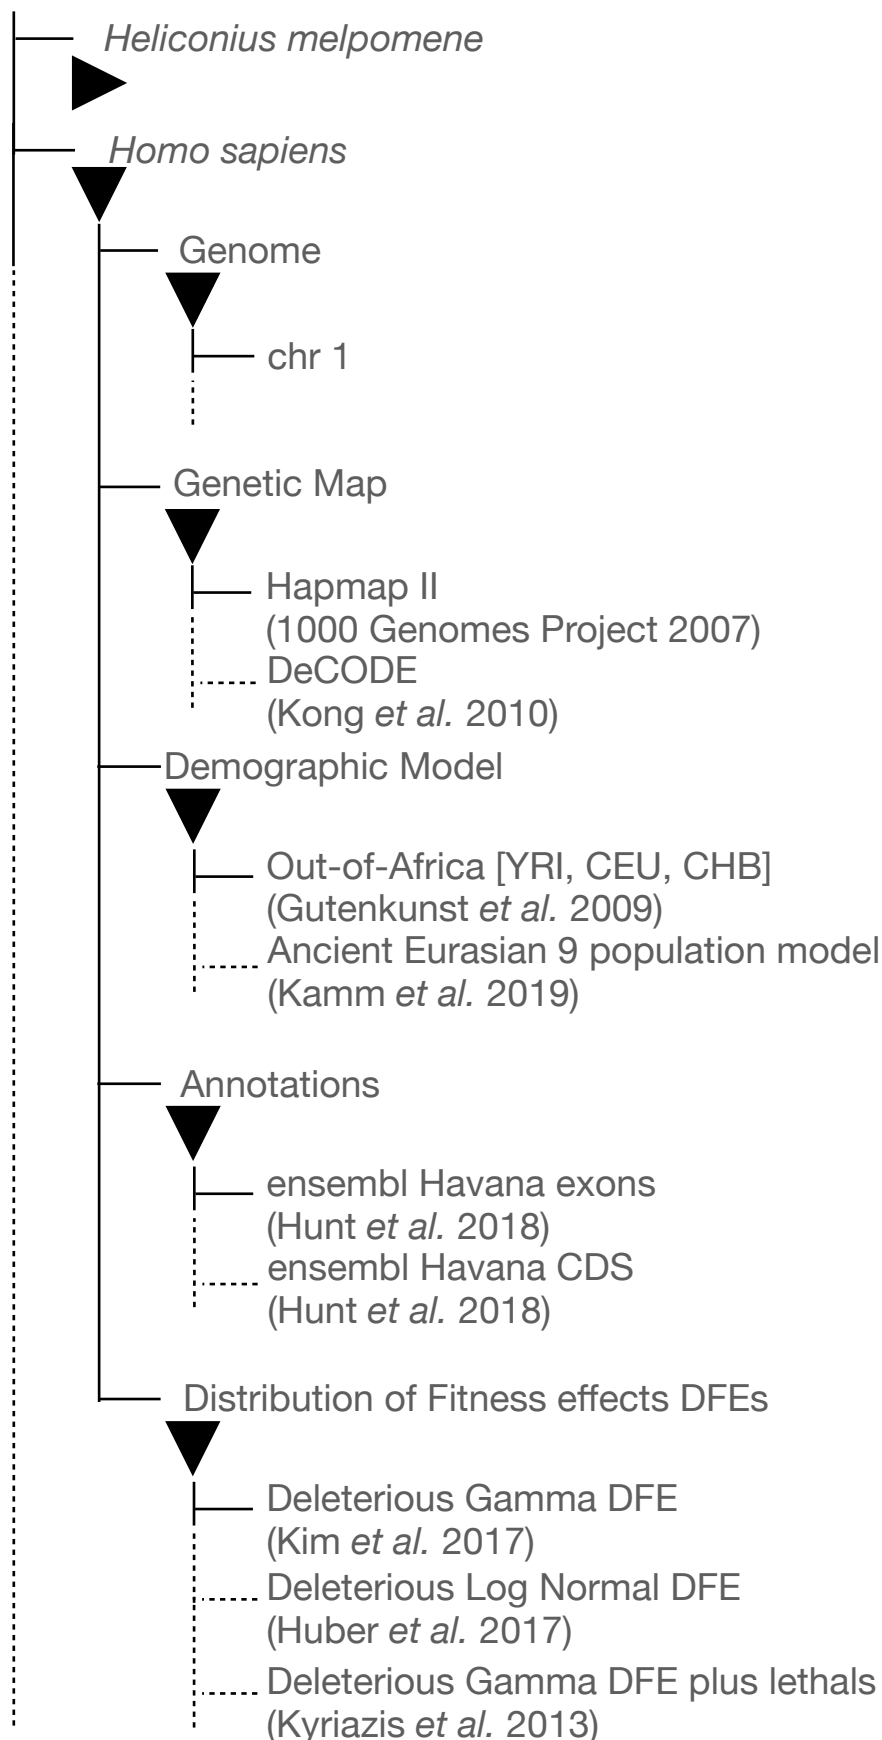 Heliconius melpomene
Homo sapiens
Genome
chr 1
Genetic Map
Hapmap II
(1000 Genomes Project 2007)
DeCODE
(Kong et al. 2010)
Demographic Model
Out-of-Africa [YRI, CEU, CHB]
(Gutenkunst et al. 2009)
Ancient Eurasian 9 population model
(Kamm et al. 2019)
Annotations
ensembl Havana exons
(Hunt et al. 2018)
ensembl Havana CDS
(Hunt et al. 2018)
Distribution of Fitness effects DFEs
Deleterious Gamma DFE
(Kim et al. 2017)
Deleterious Log Normal DFE
(Huber et al. 2017)
Deleterious Gamma DFE plus lethals
(Kyriazis et al. 2013)